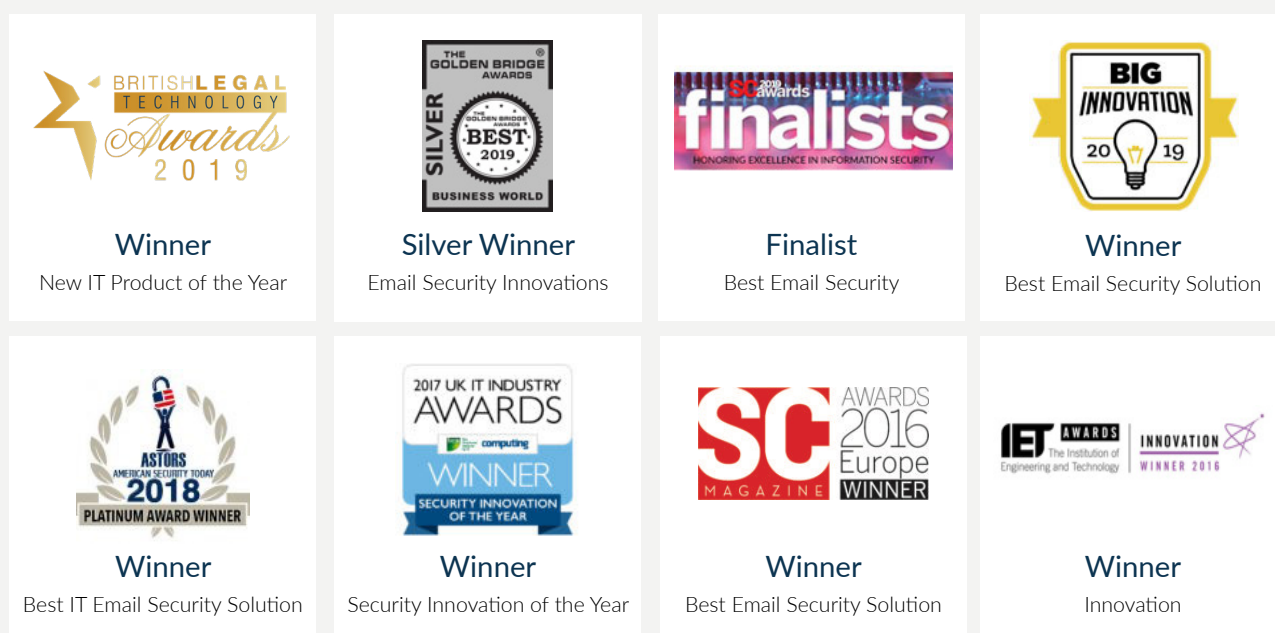 BRITISHLEGAL
TECHNOLOGY
Awards
2019
Winner
New IT Product of the Year
THE ®
GOLDEN BRIDGE
AWARDS
SILVER
THE
GOLDEN BRIDGE
AWARDS
BEST
2019
BUSINESS WORLD
Silver Winner
Email Security Innovations
SC 2019
awards
finalists
HONORING EXCELLENCE IN INFORMATION SECURITY
Finalist
Best Email Security
BIG
INNOVATION
20 19
Winner
Best Email Security Solution
ASTORS
AMERICAN SECURITY TODAY
2018
PLATINUM AWARD WINNER
Winner
Best IT Email Security Solution
2017 UK IT INDUSTRY
AWARDS
computing
WINNER
SECURITY INNOVATION
OF THE YEAR
Winner
Security Innovation of the Year
SC
MAGAZINE
AWARDS
2016
Europe
WINNER
Winner
Best Email Security Solution
IET AWARDS
The Institution of
Engineering and Technology
INNOVATION
WINNER 2016
Winner
Innovation